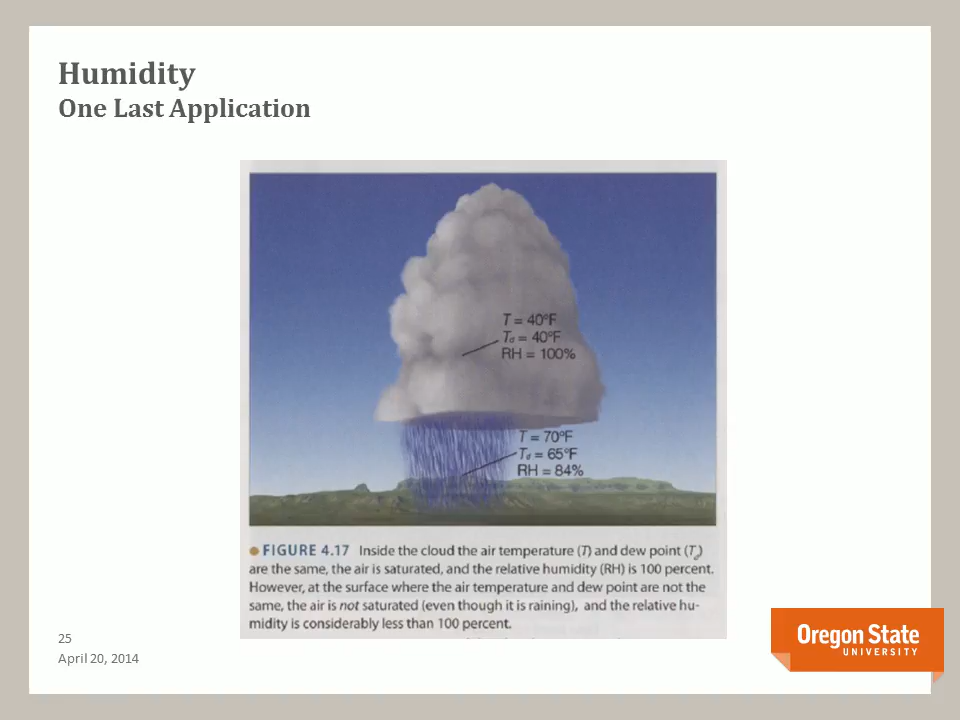 Humidity
One Last Application
T = 40°F
Td = 40°F
RH = 100%
T = 70°F
Td = 65°F
RH = 84%
FIGURE 4.17 Inside the cloud the air temperature (T) and dew point (Td)
are the same, the air is saturated, and the relative humidity (RH) is 100 percent.
However, at the surface where the air temperature and dew point are not the
same, the air is not saturated (even though it is raining), and the relative hu-
midity is considerably less than 100 percent.
25
April 20, 2014
Oregon State
UNIVERSITY